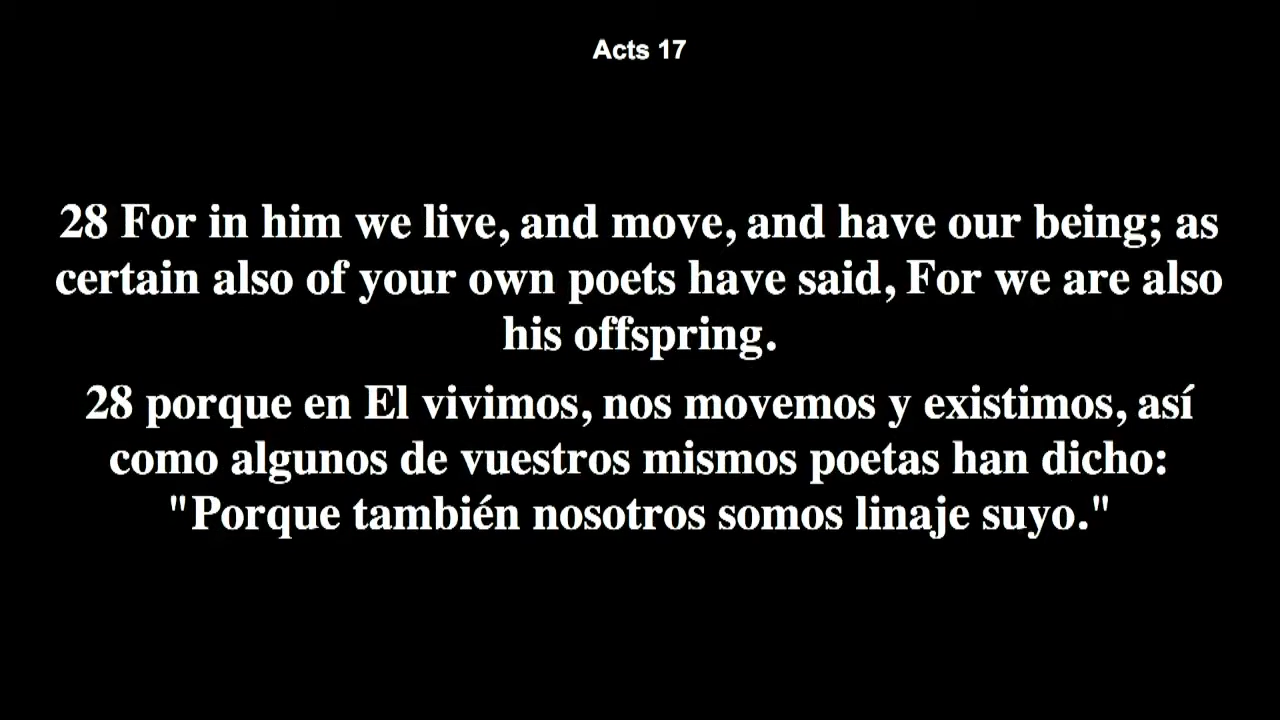 Acts 17
28 For in him we live, and move, and have our being; as
certain also of your own poets have said, For we are also
his offspring.
28 porque en El vivimos, nos movemos y existimos, así
como algunos de vuestros mismos poetas han dicho:
"Porque también nosotros somos linaje suyo."